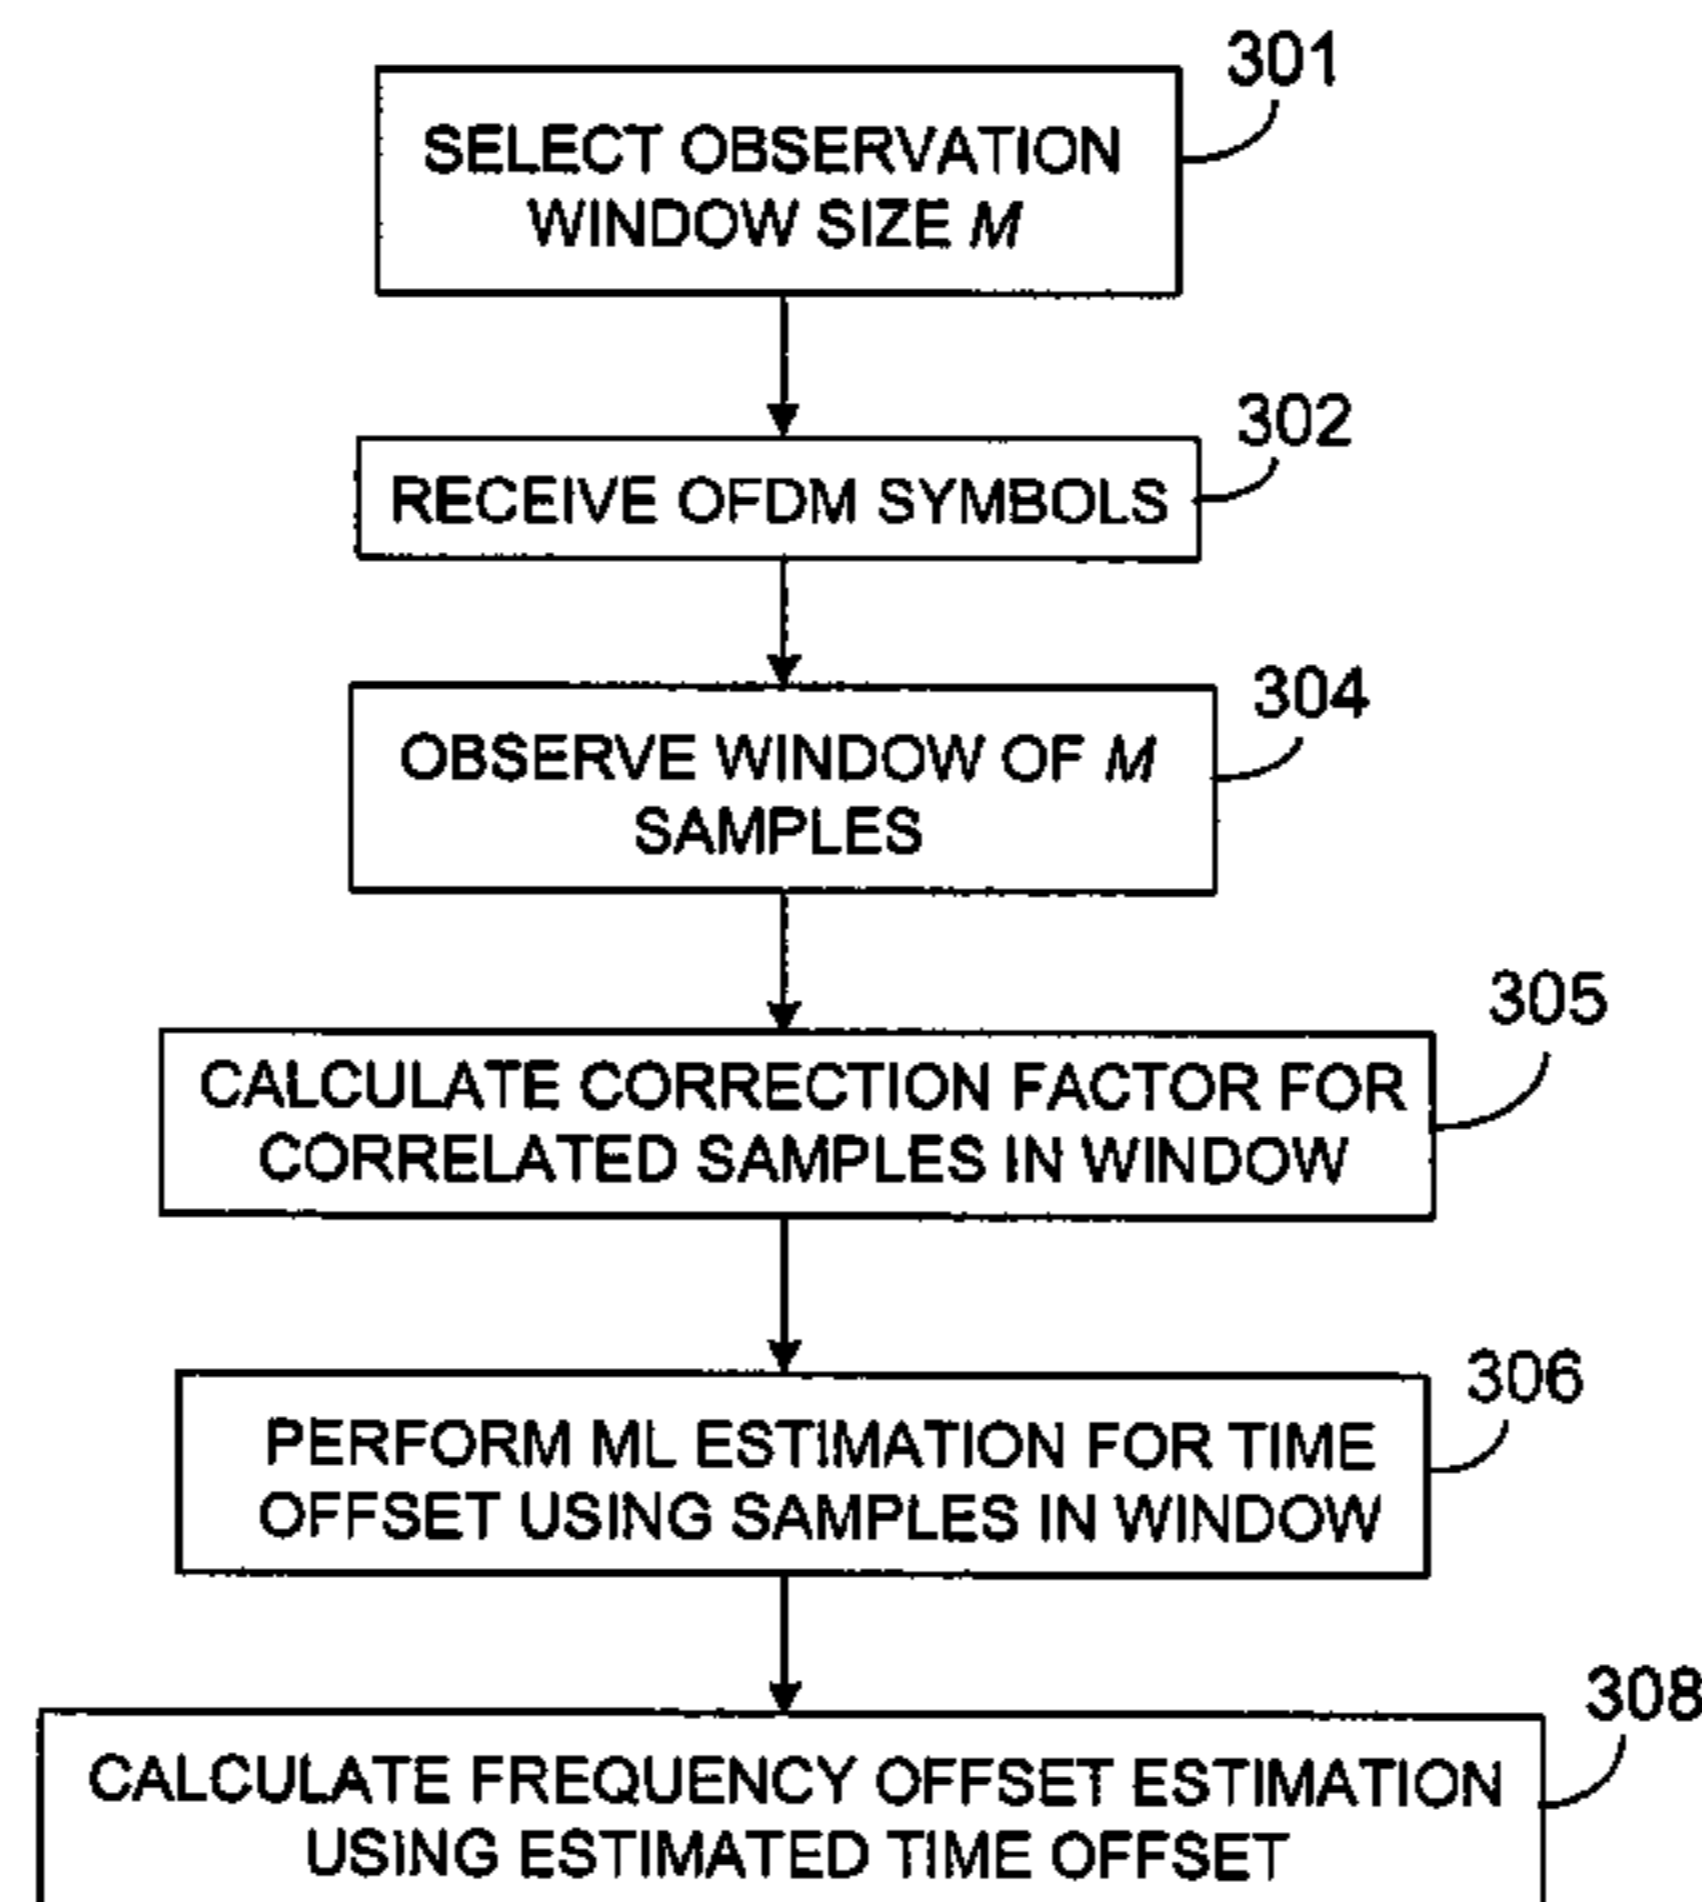 301
SELECT OBSERVATION
WINDOW SIZE M
302
RECEIVE OFDM SYMBOLS
304
OBSERVE WINDOW OF M
SAMPLES
305
CALCULATE CORRECTION FACTOR FOR
CORRELATED SAMPLES IN WINDOW
306
PERFORM ML ESTIMATION FOR TIME
OFFSET USING SAMPLES IN WINDOW
308
CALCULATE FREQUENCY OFFSET ESTIMATION
USING ESTIMATED TIME OFFSET